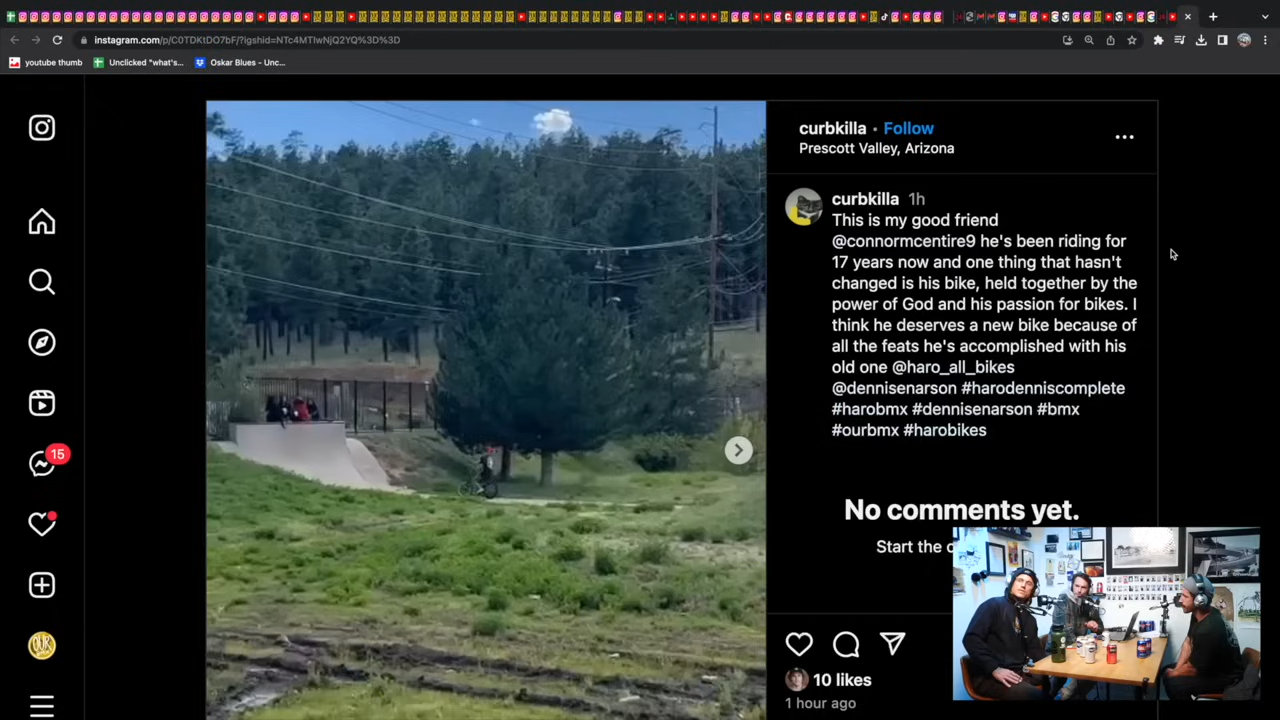 instagram.com/p/C0TDKtDO7bF/?igshid=NTc4MTIwNjQ2YQ%3D%3D
youtube thumb
Unclicked "what's...
Oskar Blues - Unc...
curbkilla • Follow
Prescott Valley, Arizona
curbkilla 1h
This is my good friend
@connormcentire9 he's been riding for
17 years now and one thing that hasn't
changed is his bike, held together by the
power of God and his passion for bikes. I
think he deserves a new bike because of
all the feats he's accomplished with his
old one @haro_all_bikes
@dennisenarson #harodenniscomplete
#harobmx #dennisenarson #bmx
#ourbmx #harobikes
No comments yet.
Start the c
15
OUR
10 likes
1 hour ago